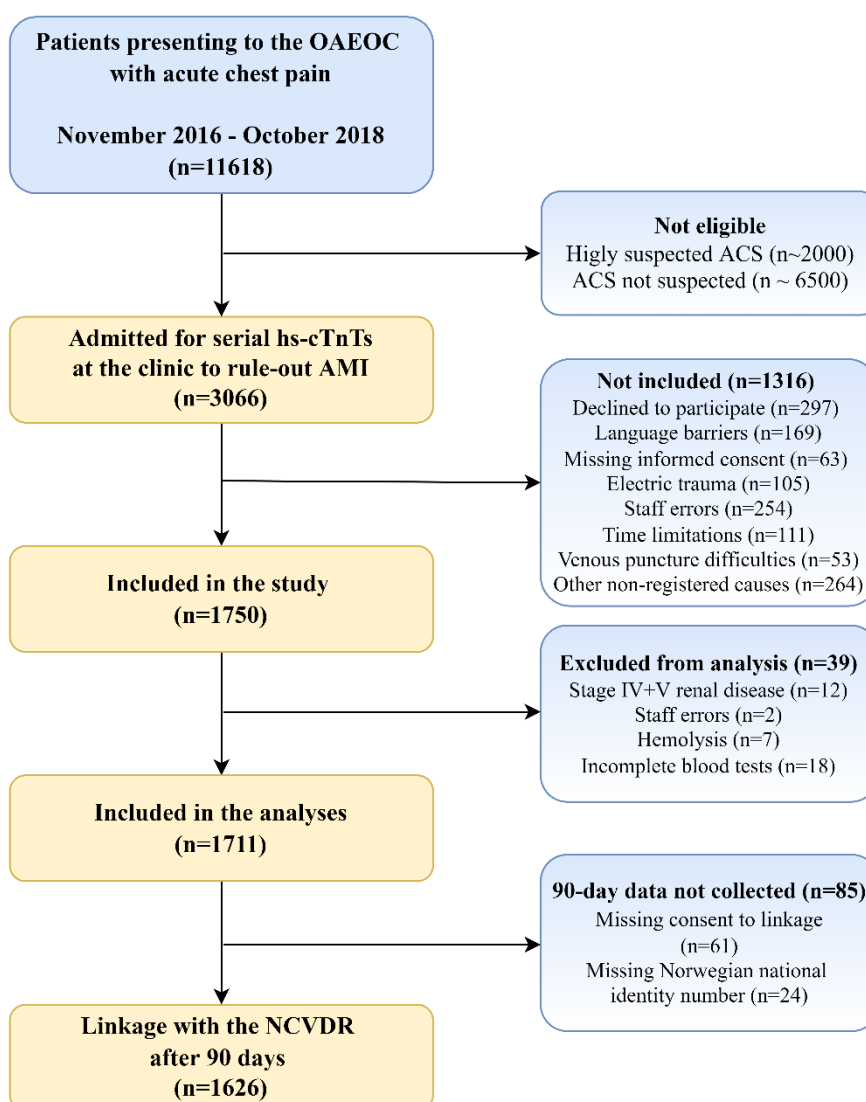 Patients presenting to the OAEOC
with acute chest pain
November 2016 - October 2018
(n=11618)
Not eligible
Higly suspected ACS (n~2000)
ACS not suspected (n ~ 6500)
Admitted for serial hs-cTnTs
at the clinic to rule-out AMI
(n=3066)
Not included (n=1316)
Declined to participate (n=297)
Language barriers (n=169)
Missing informed consent (n=63)
Electric trauma (n=105)
Staff errors (n=254)
Time limitations (n=111)
Venous puncture difficulties (n=53)
Other non-registered causes (n=264)
Included in the study
(n=1750)
Excluded from analysis (n=39)
Stage IV+V renal disease (n=12)
Staff errors (n=2)
Hemolysis (n=7)
Incomplete blood tests (n=18)
Included in the analyses
(n=1711)
90-day data not collected (n=85)
Missing consent to linkage
(n=61)
Missing Norwegian national
identity number (n=24)
Linkage with the NCVDR
after 90 days
(n=1626)